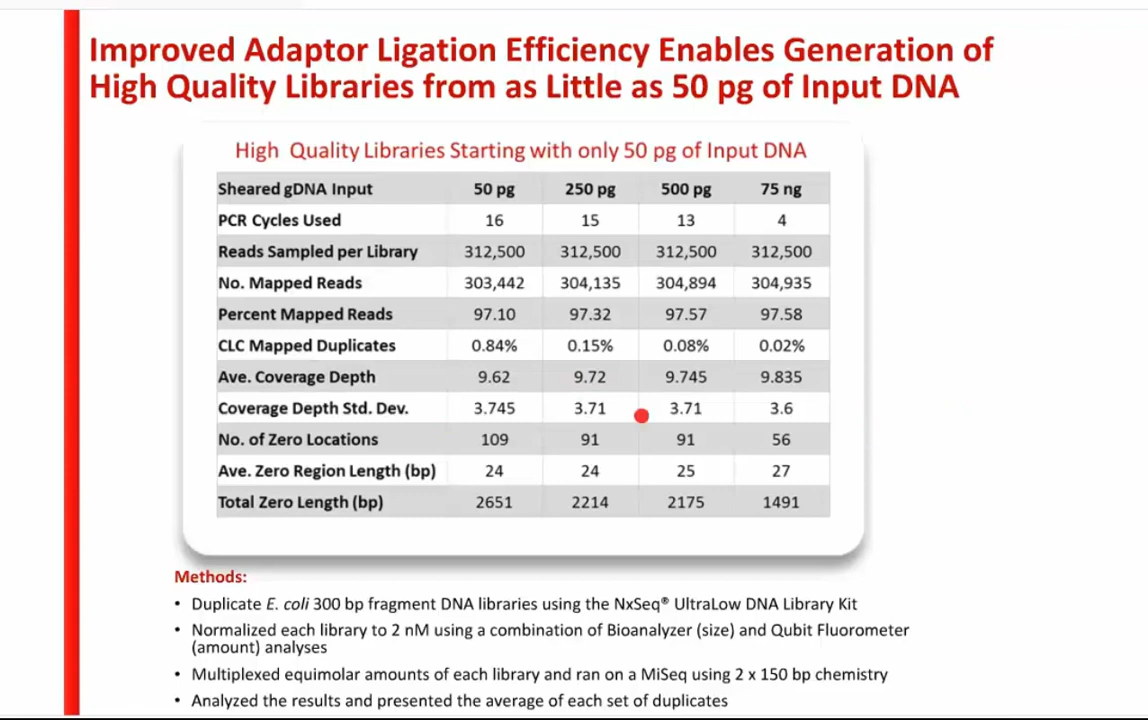 Improved Adaptor Ligation Efficiency Enables Generation of
High Quality Libraries from as Little as 50 pg of Input DNA
High Quality Libraries Starting with only 50 pg of Input DNA
Sheared gDNA Input 50 pg 250 pg 500 pg 75 ng
PCR Cycles Used 16 15 13 4
Reads Sampled per Library 312,500 312,500 312,500 312,500
No. Mapped Reads 303,442 304,135 304,894 304,935
Percent Mapped Reads 97.10 97.32 97.57 97.58
CLC Mapped Duplicates 0.84% 0.15% 0.08% 0.02%
Ave. Coverage Depth 9.62 9.72 9.745 9.835
Coverage Depth Std. Dev. 3.745 3.71 3.71 3.6
No. of Zero Locations 109 91 91 56
Ave. Zero Region Length (bp) 24 24 25 27
Total Zero Length (bp) 2651 2214 2175 1491
Methods:
• Duplicate E. coli 300 bp fragment DNA libraries using the NxSeq® UltraLow DNA Library Kit
• Normalized each library to 2 nM using a combination of Bioanalyzer (size) and Qubit Fluorometer
(amount) analyses
• Multiplexed equimolar amounts of each library and ran on a MiSeq using 2 x 150 bp chemistry
• Analyzed the results and presented the average of each set of duplicates